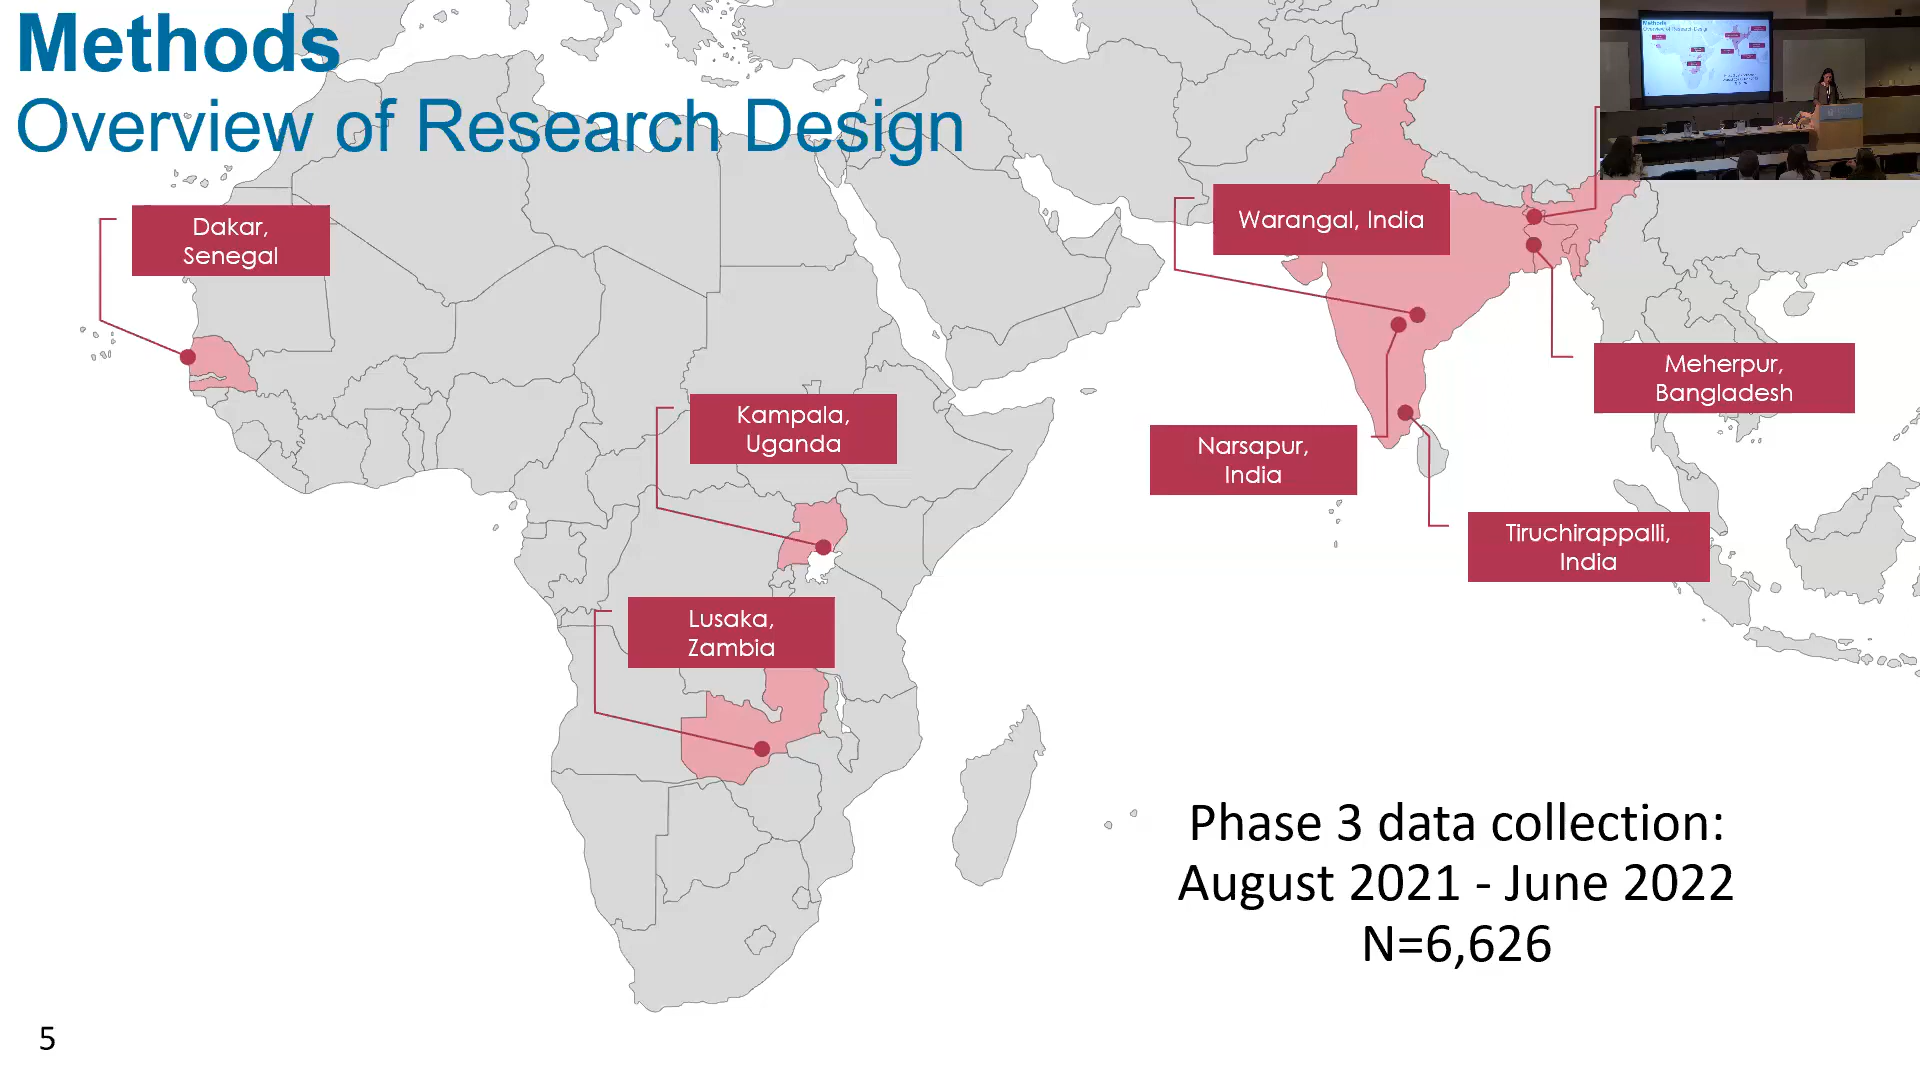 Methods
Overview of Research Design
Dakar,
Senegal
Warangal, India
Meherpur,
Bangladesh
Kampala,
Uganda
Narsapur,
India
Tiruchirappalli,
India
Lusaka,
Zambia
Phase 3 data collection:
August 2021 - June 2022
N=6,626
5